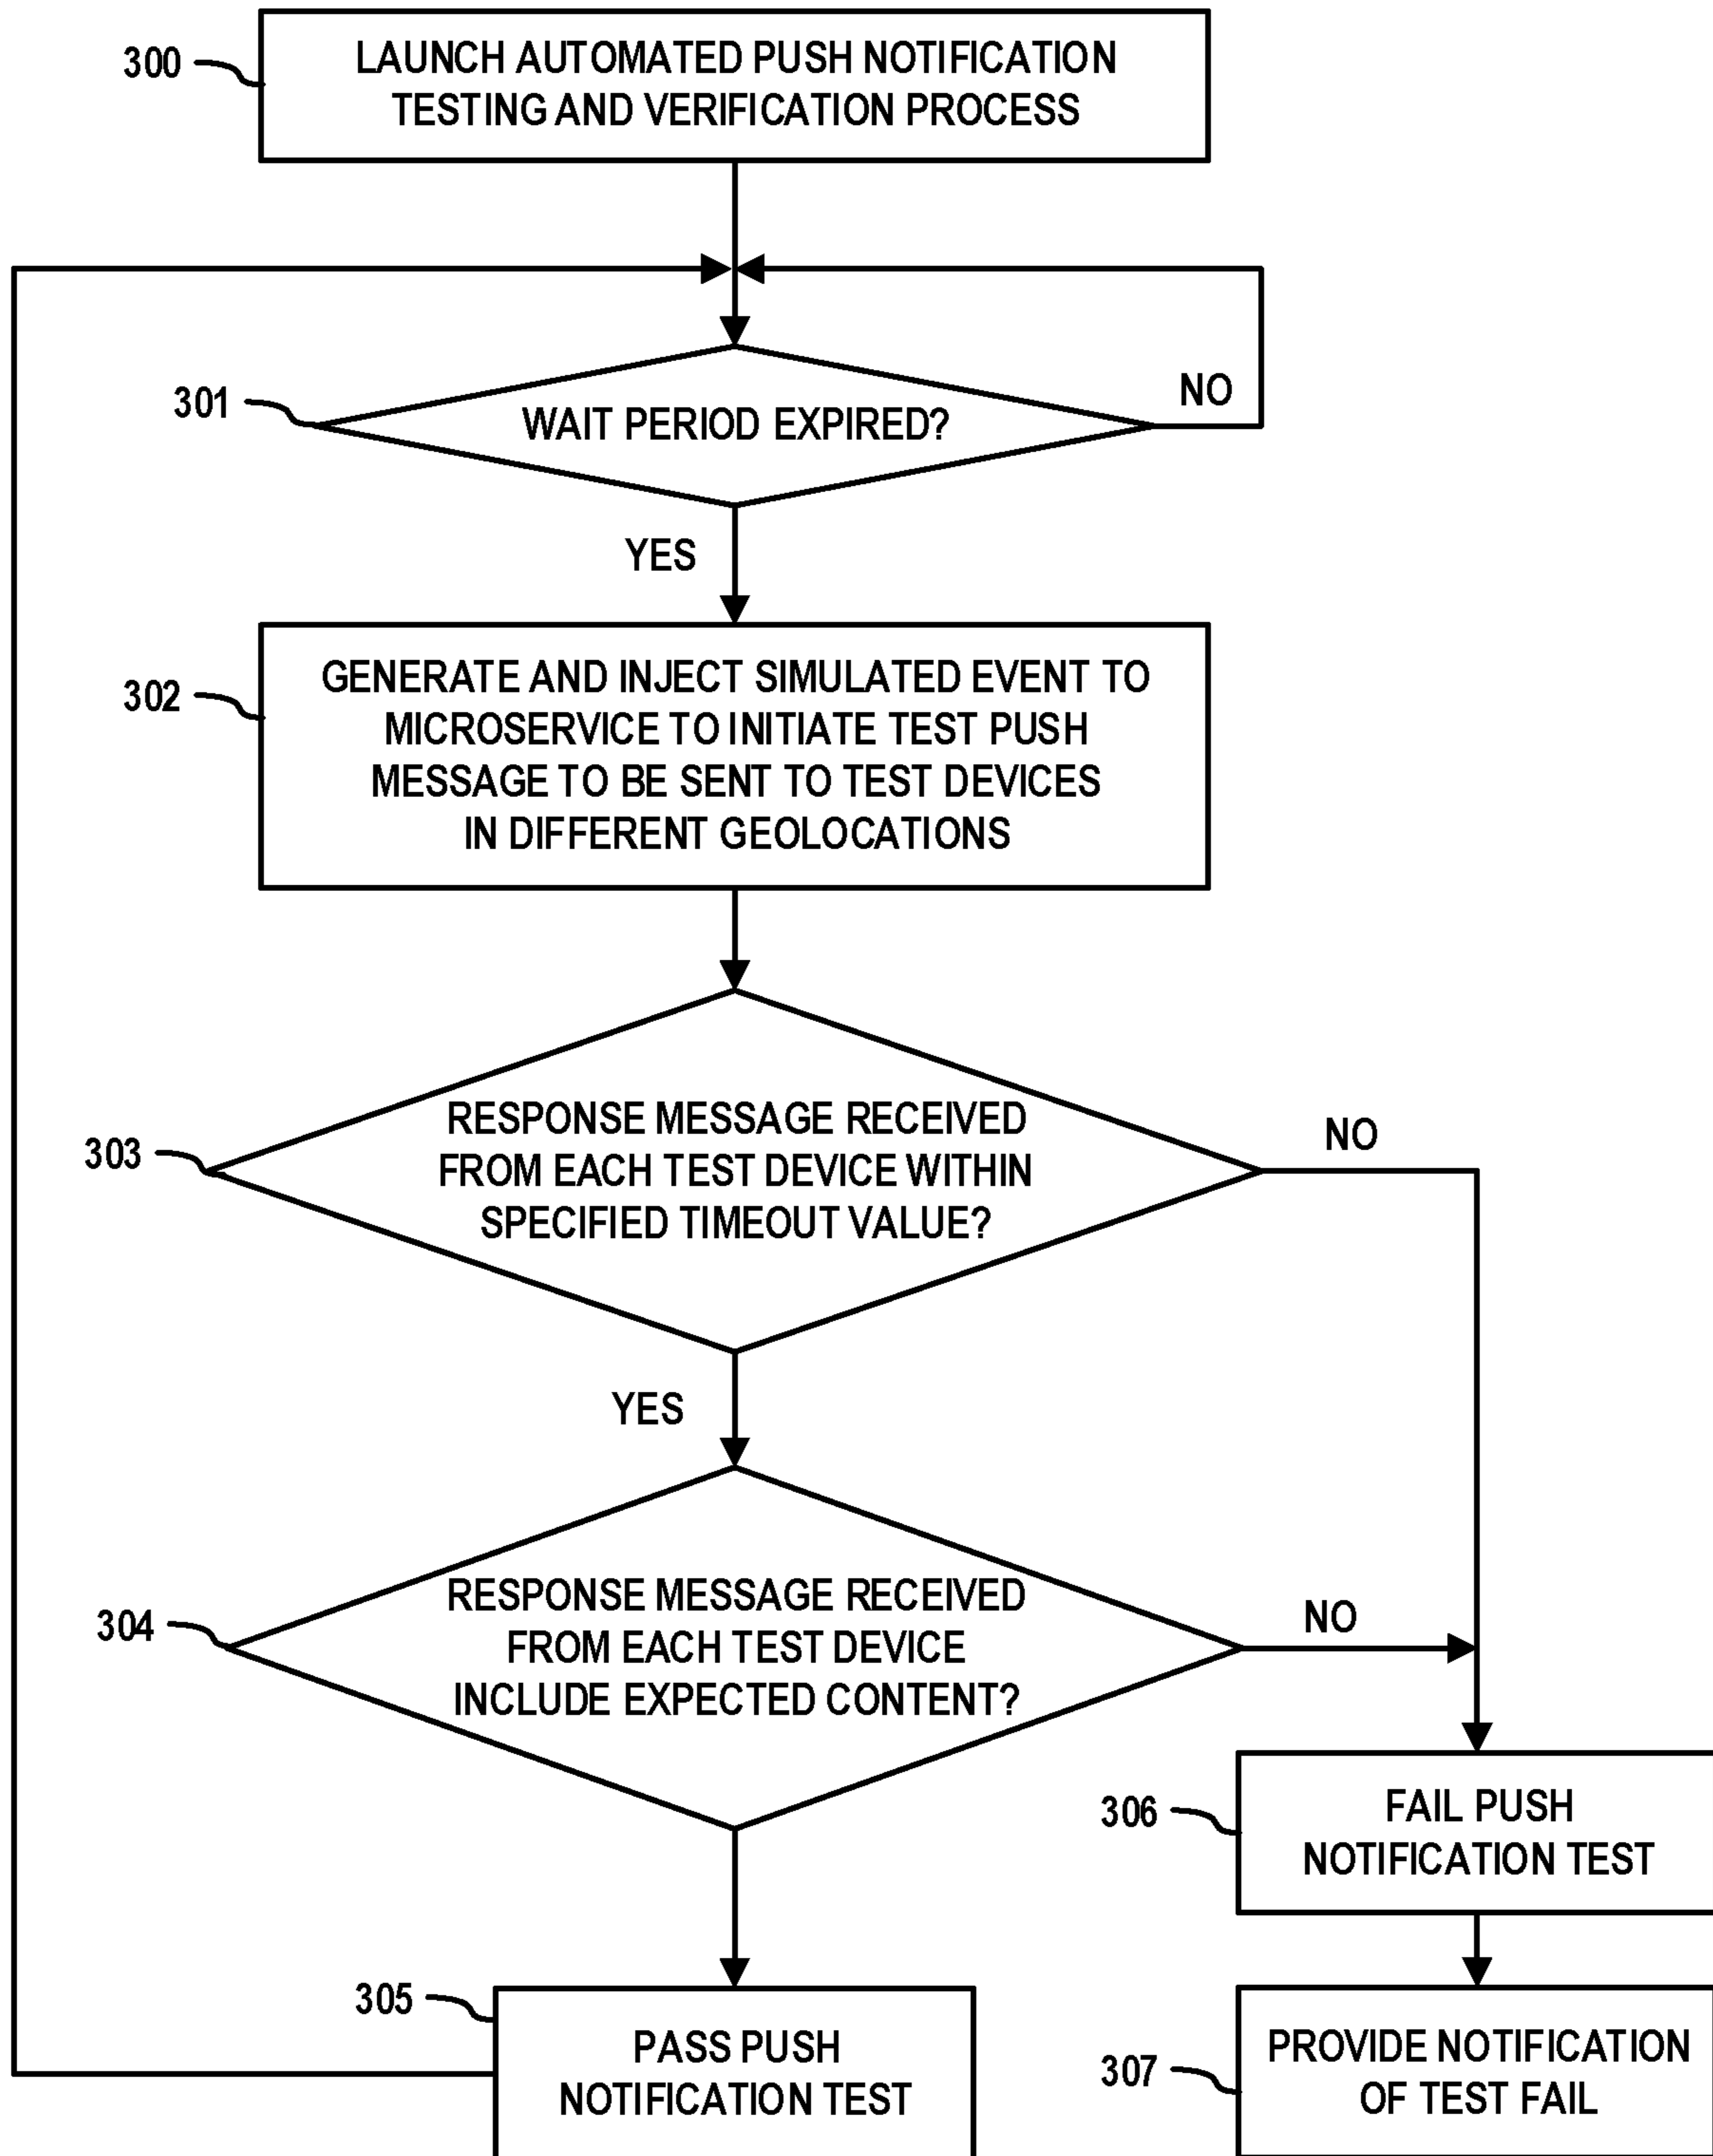 300
LAUNCH AUTOMATED PUSH NOTIFICATION
TESTING AND VERIFICATION PROCESS
301
WAIT PERIOD EXPIRED?
NO
YES
302
GENERATE AND INJECT SIMULATED EVENT TO
MICROSERVICE TO INITIATE TEST PUSH
MESSAGE TO BE SENT TO TEST DEVICES
IN DIFFERENT GEOLOCATIONS
303
RESPONSE MESSAGE RECEIVED
FROM EACH TEST DEVICE WITHIN
SPECIFIED TIMEOUT VALUE?
NO
YES
304
RESPONSE MESSAGE RECEIVED
FROM EACH TEST DEVICE
INCLUDE EXPECTED CONTENT?
NO
306
FAIL PUSH
NOTIFICATION TEST
305
PASS PUSH
NOTIFICATION TEST
307
PROVIDE NOTIFICATION
OF TEST FAIL